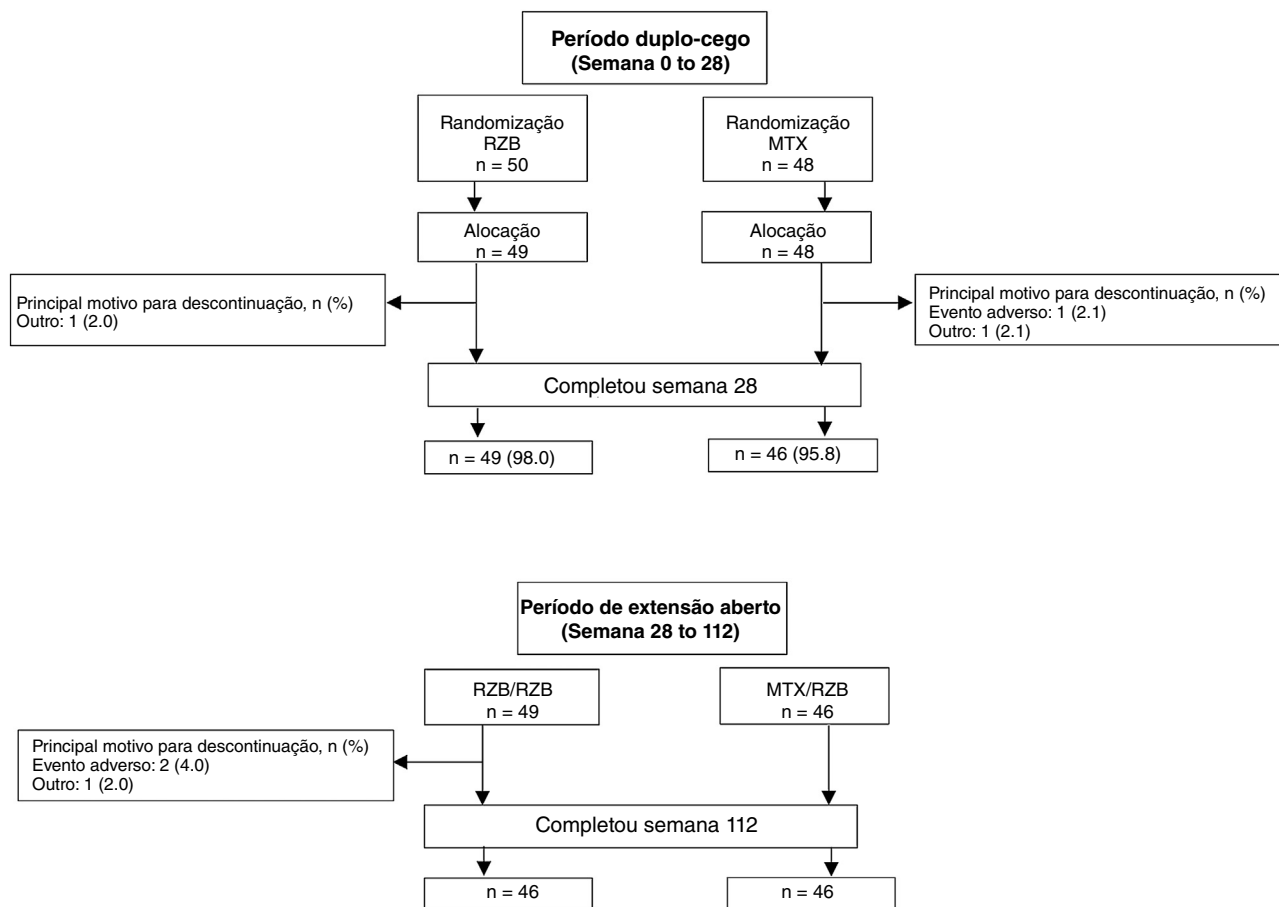 Período duplo-cego
(Semana 0 to 28)
Randomização
RZB
n = 50
Randomização
MTX
n = 48
Alocação
n = 49
Alocação
n = 48
Principal motivo para descontinuação, n (%)
Outro: 1 (2.0)
Principal motivo para descontinuação, n (%)
Evento adverso: 1 (2.1)
Outro: 1 (2.1)
Completou semana 28
n = 49 (98.0)
n = 46 (95.8)
Período de extensão aberto
(Semana 28 to 112)
RZB/RZB
n = 49
MTX/RZB
n = 46
Principal motivo para descontinuação, n (%)
Evento adverso: 2 (4.0)
Outro: 1 (2.0)
Completou semana 112
n = 46
n = 46